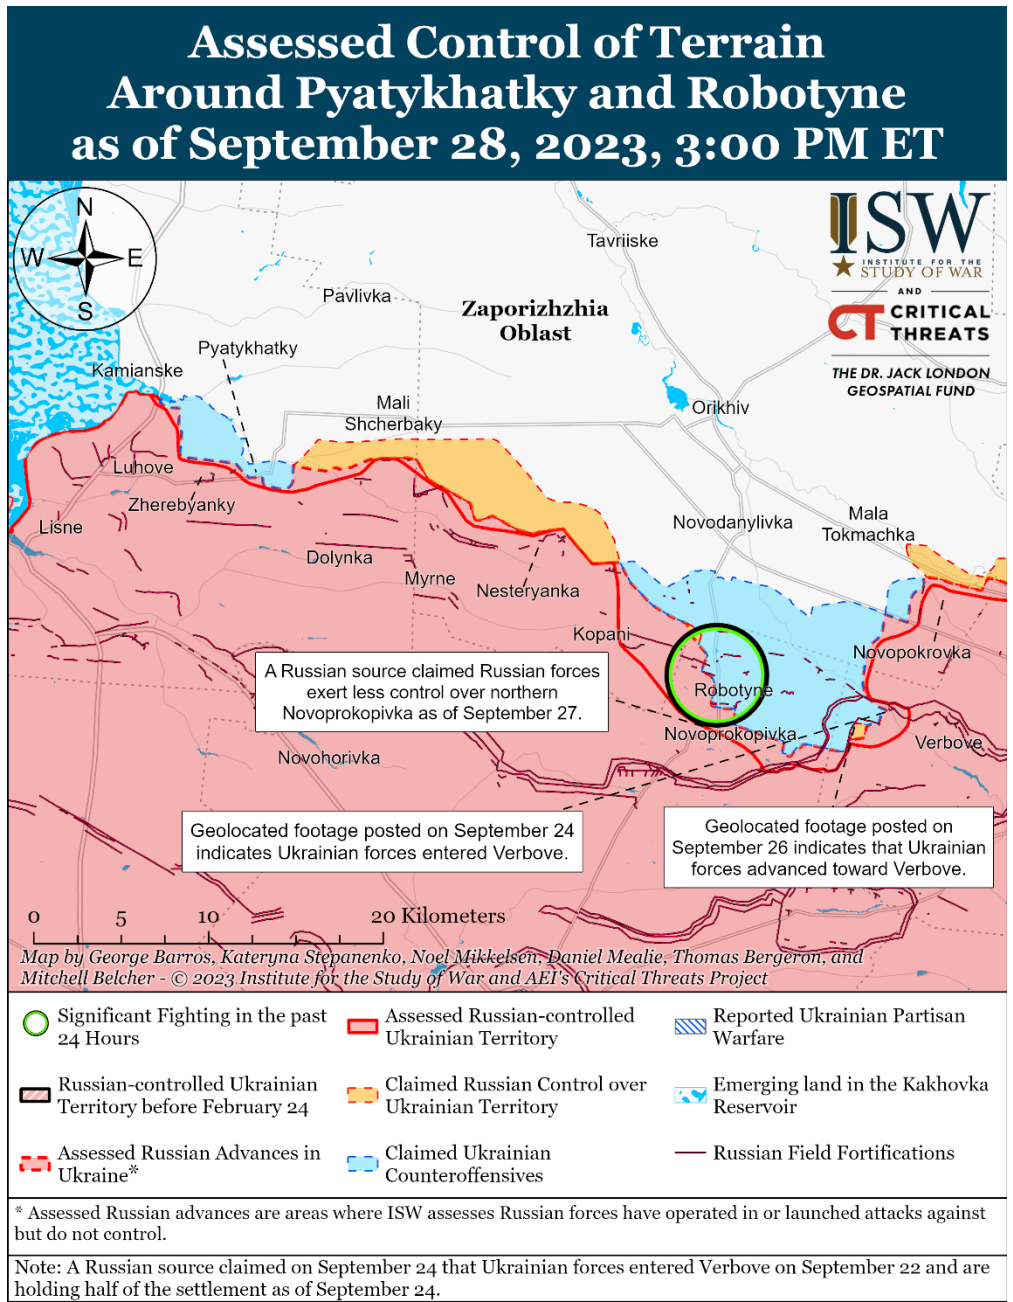 Assessed Control of Terrain
Around Pyatykhatky and Robotyne
as of September 28, 2023, 3:00 PM ET
N
W
E
S
ISW
INSTITUTE FOR THE
STUDY OF WAR
AND
CT CRITICAL
THREATS
THE DR. JACK LONDON
GEOSPATIAL FUND
Tavriiske
Pavlivka
Zaporizhzhia
Oblast
Pyatykhatky
Kamianske
Mali
Shcherbaky
Orikhiv
Luhove
Zherebyanky
Lisne
Novodanylivka
Mala
Tokmachka
Dolynka
Myrne
Nesteryanka
Kopani
Novopokrovka
A Russian source claimed Russian forces
exert less control over northern
Novoprokopivka as of September 27.
Robotyne
Novoprokopivka
Verbove
Novohorivka
Geolocated footage posted on September 24
indicates Ukrainian forces entered Verbove.
Geolocated footage posted on
September 26 indicates that Ukrainian
forces advanced toward Verbove.
0 5 10 20 Kilometers
Map by George Barros, Kateryna Stepanenko, Noel Mikkelsen, Daniel Mealie, Thomas Bergeron, and
Mitchell Belcher - © 2023 Institute for the Study of War and AEI's Critical Threats Project
Significant Fighting in the past
24 Hours
Russian-controlled Ukrainian
Territory before February 24
Assessed Russian Advances in
Ukraine*
Assessed Russian-controlled
Ukrainian Territory
Claimed Russian Control over
Ukrainian Territory
Claimed Ukrainian
Counteroffensives
Reported Ukrainian Partisan
Warfare
Emerging land in the Kakhovka
Reservoir
Russian Field Fortifications
* Assessed Russian advances are areas where ISW assesses Russian forces have operated in or launched attacks against
but do not control.
Note: A Russian source claimed on September 24 that Ukrainian forces entered Verbove on September 22 and are
holding half of the settlement as of September 24.